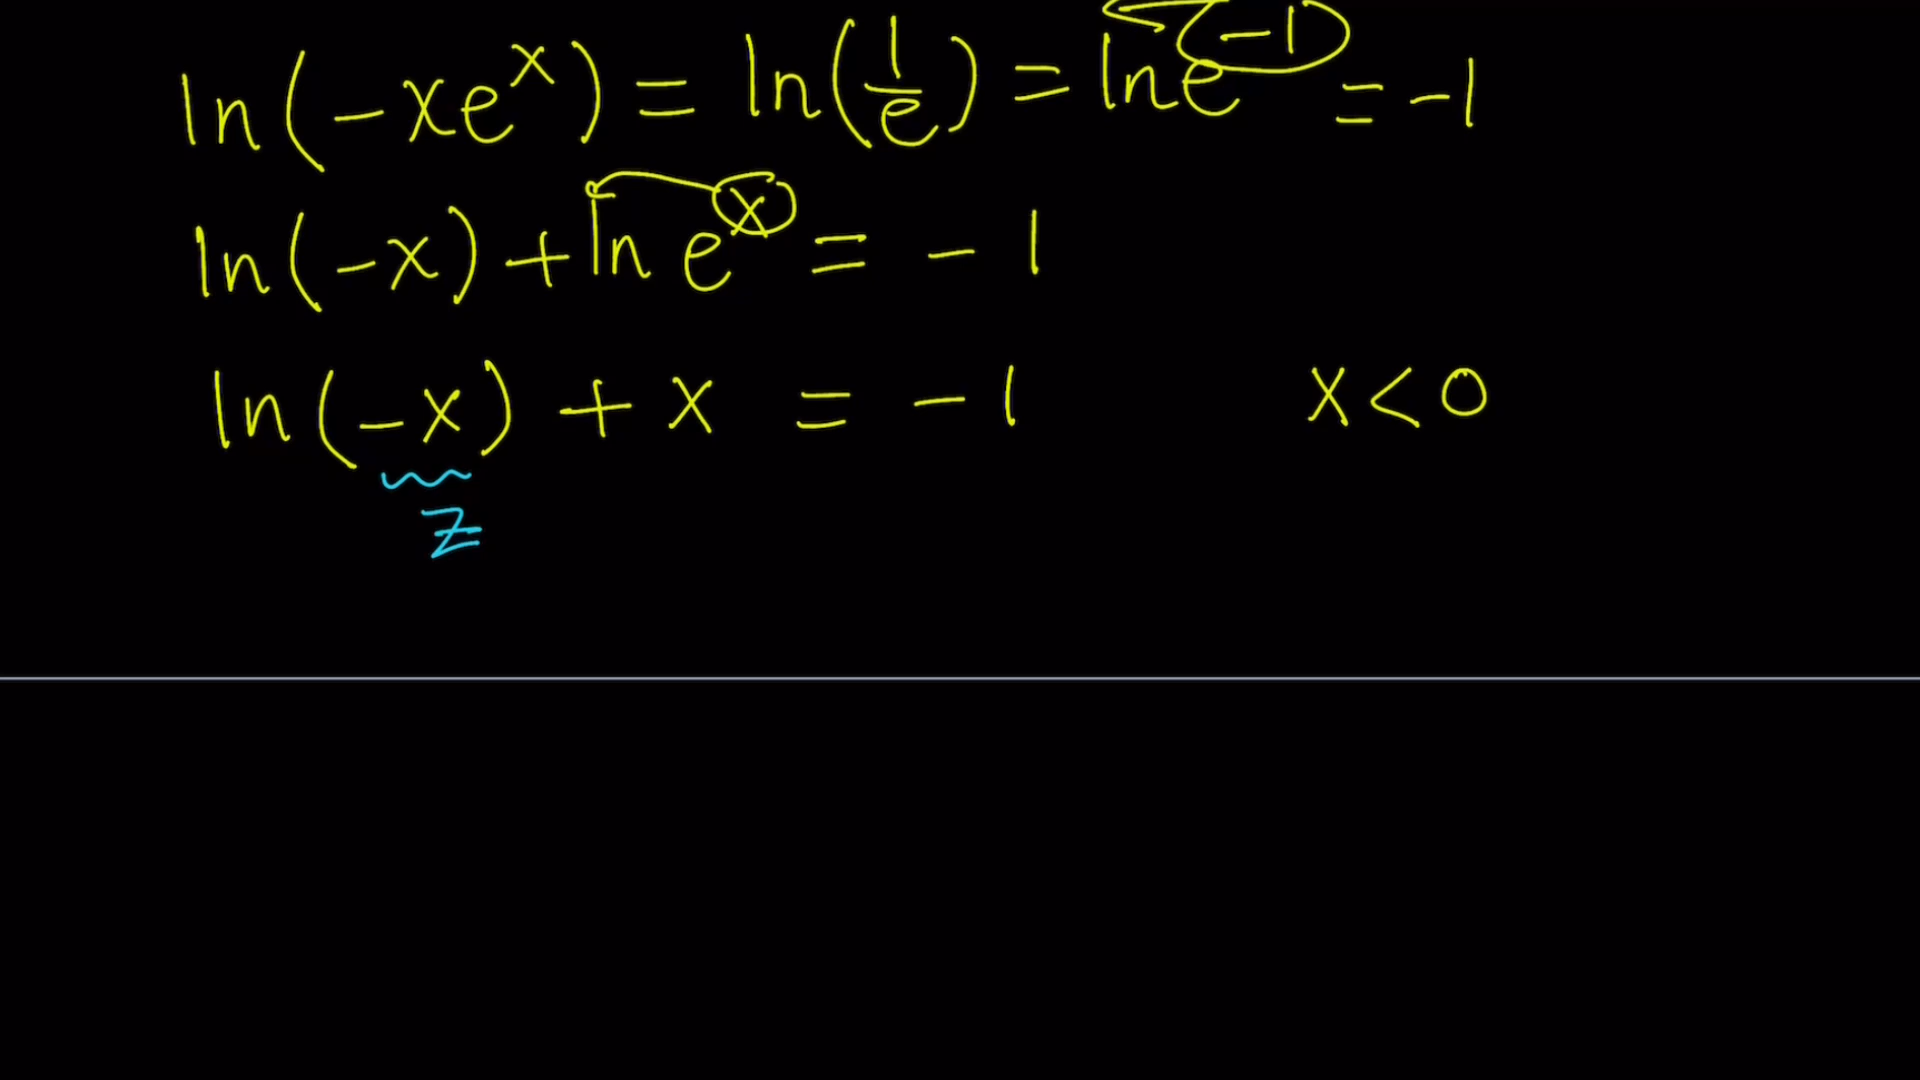 ln(-xe^x) = ln(1/e) = ln e^-1 = -1
ln(-x) + ln e^x = -1
ln(-x) + x = -1 x<0
z